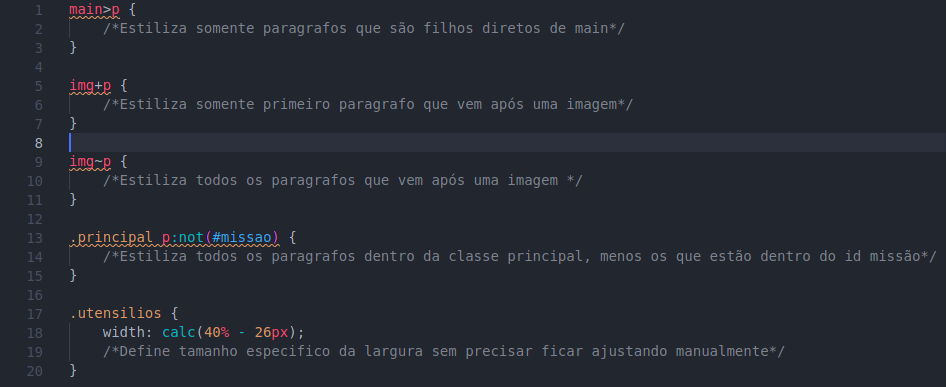 1 main>p {
2 /*Estiliza somente paragrafos que são filhos diretos de main*/
3 }
4
5 img+p {
6 /*Estiliza somente primeiro paragrafo que vem após uma imagem*/
7 }
8
9 img~p {
10 /*Estiliza todos os paragrafos que vem após uma imagem */
11 }
12
13 .principal p:not(#missao) {
14 /*Estiliza todos os paragrafos dentro da classe principal, menos os que estão dentro do id missão*/
15 }
16
17 .utensilios {
18 width: calc(40% - 26px);
19 /*Define tamanho especifico da largura sem precisar ficar ajustando manualmente*/
20 }